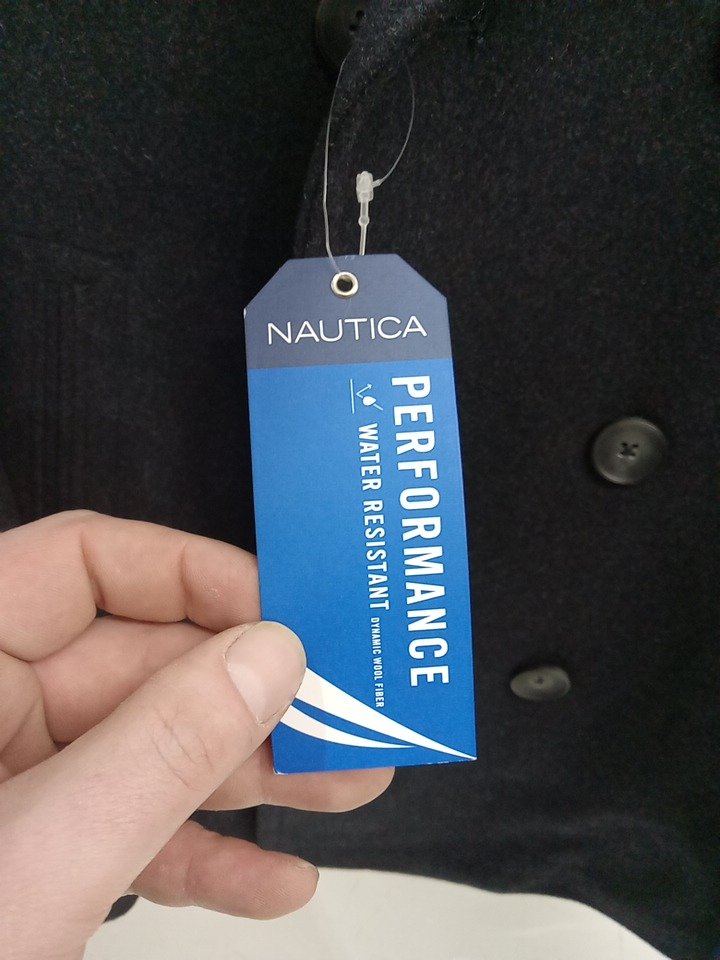 NAUTICA
PERFORMANCE
WATER RESISTANT DYNAMIC WOOL FIBER